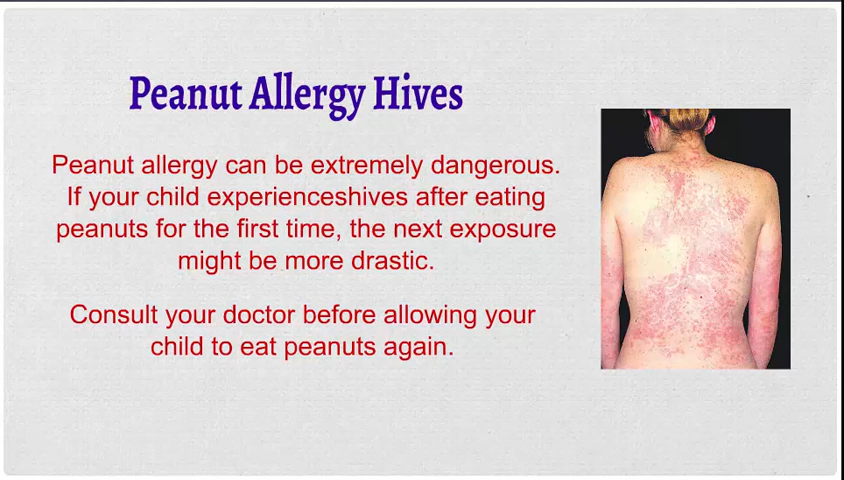 Peanut Allergy Hives
Peanut allergy can be extremely dangerous.
If your child experienceshives after eating
peanuts for the first time, the next exposure
might be more drastic.
Consult your doctor before allowing your
child to eat peanuts again.